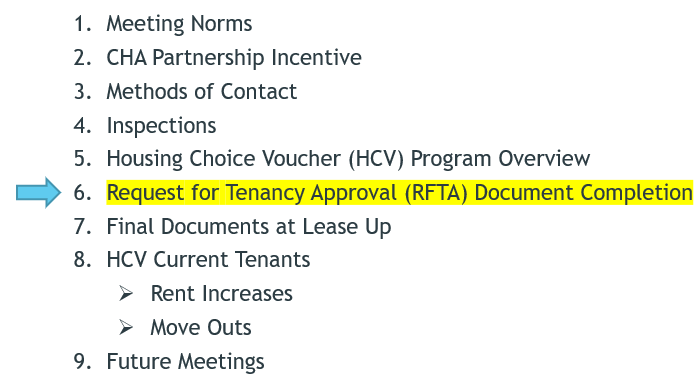 1. Meeting Norms
2. CHA Partnership Incentive
3. Methods of Contact
4. Inspections
5. Housing Choice Voucher (HCV) Program Overview
6. Request for Tenancy Approval (RFTA) Document Completion
7. Final Documents at Lease Up
8. HCV Current Tenants
➢ Rent Increases
➢ Move Outs
9. Future Meetings